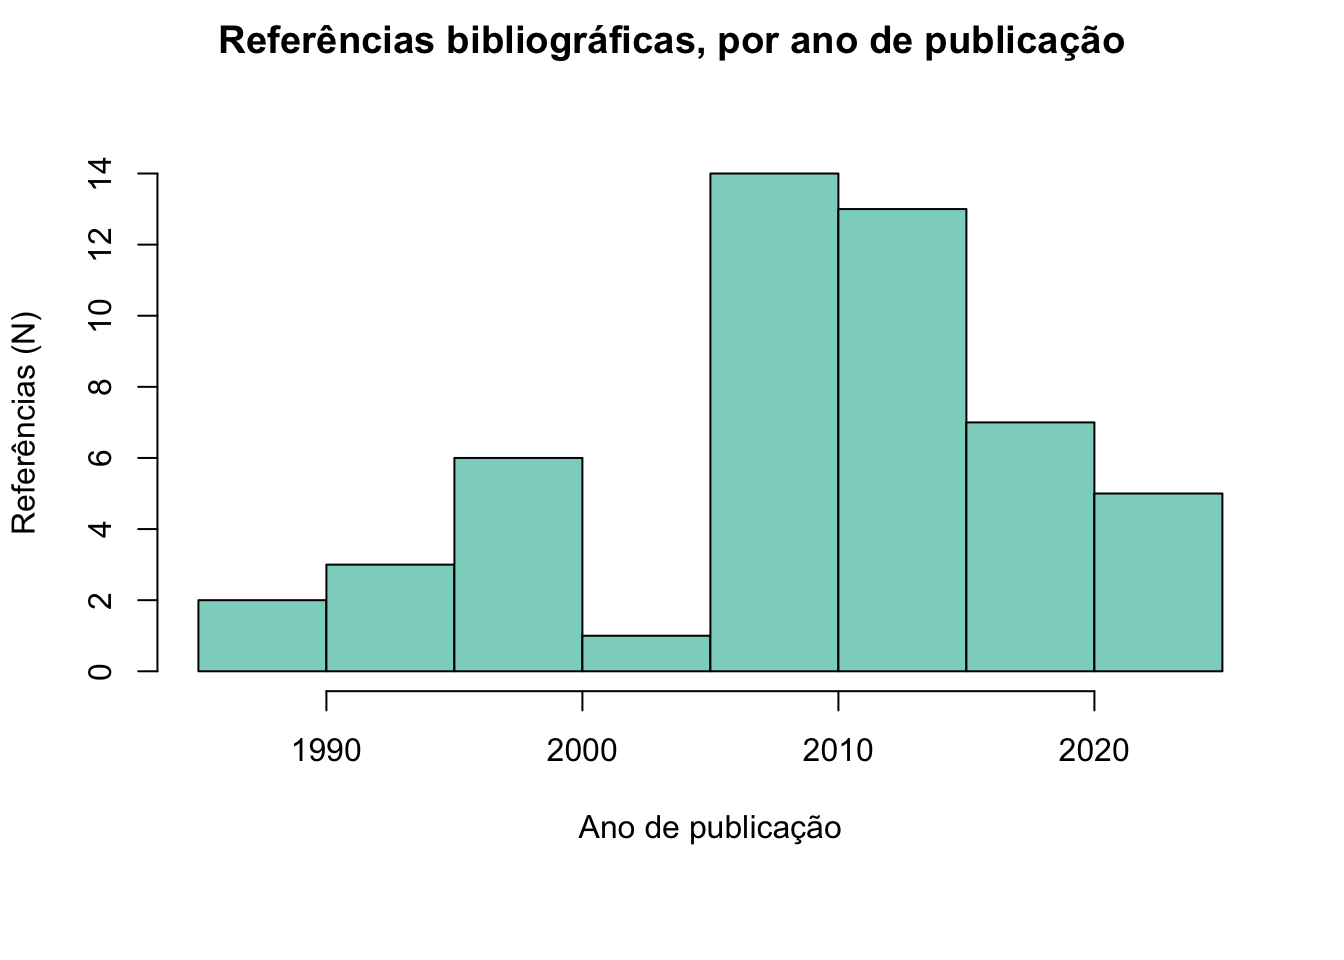 Referências bibliográficas, por ano de publicação
Referências (N)
14
12
10
8
6
4
2
0
1990 2000 2010 2020
Ano de publicação